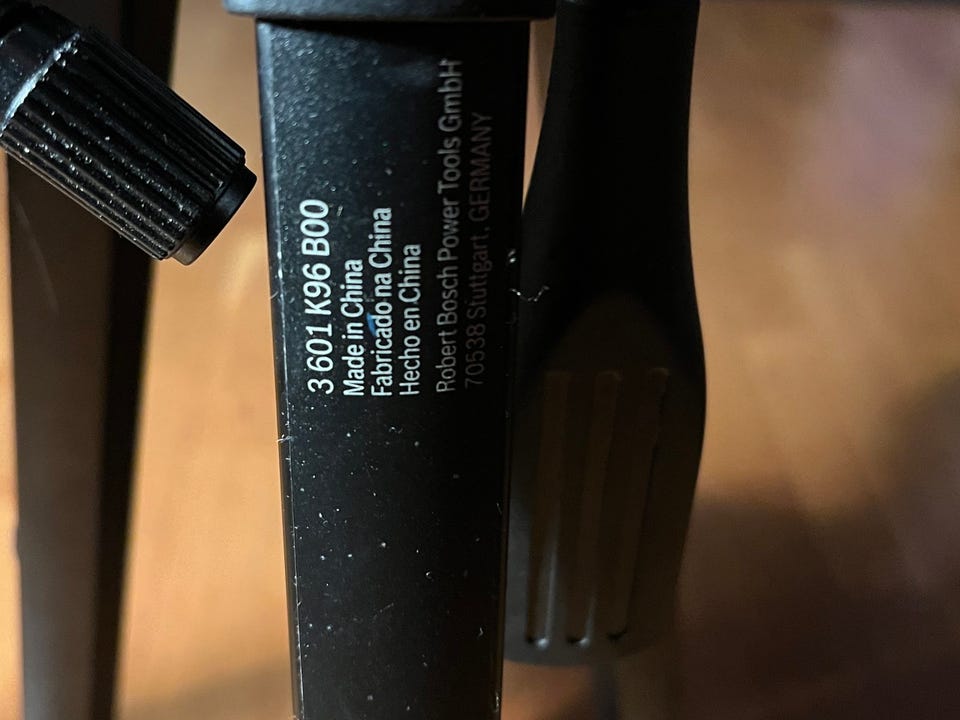 3 601 K96 B00
Made in China
Fabricado na China
Hecho en China
Robert Bosch Power Tools GmbH
70538 Stuttgart, GERMANY